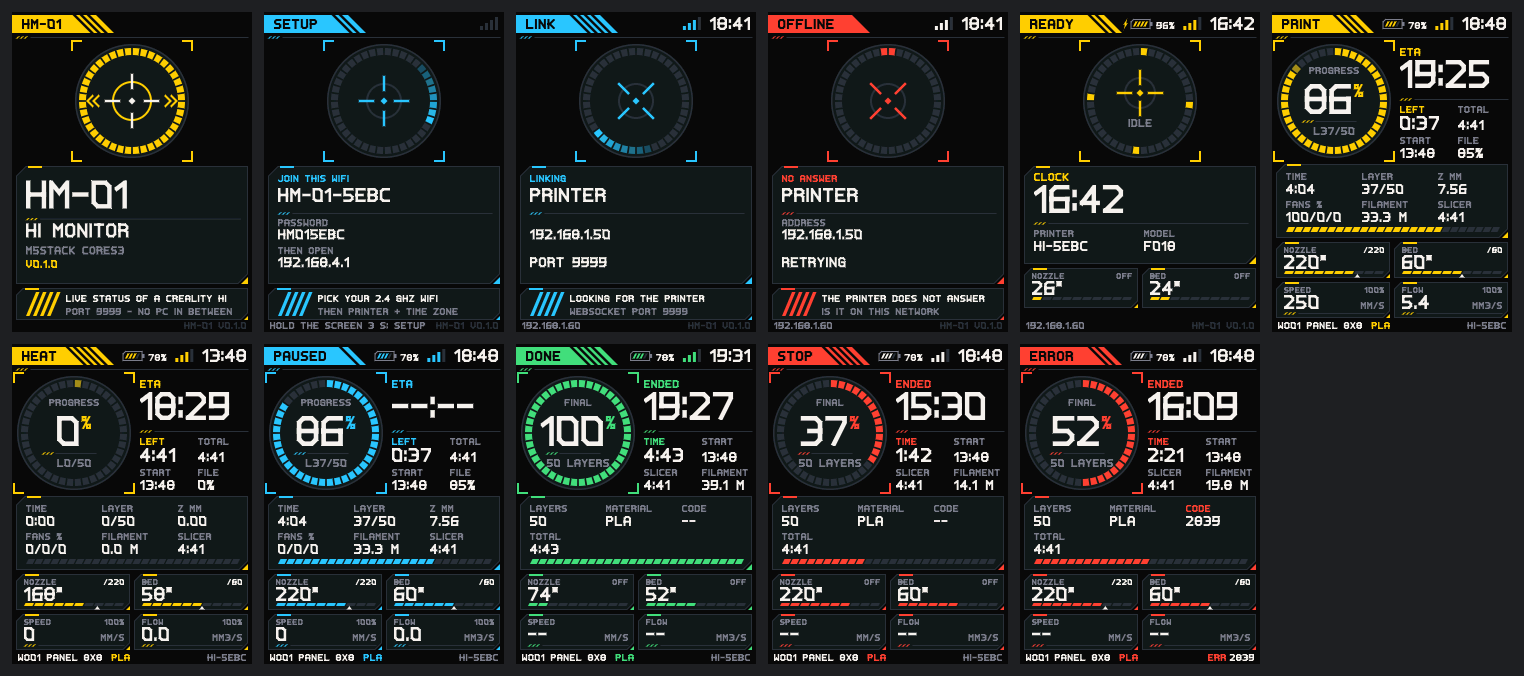 HM-01
HM-01
HI MONITOR
M5STACK CORES3
V0.1.0
LIVE STATUS OF A CREALITY HI
PORT 9999 - NO PC IN BETWEEN
SETUP
JOIN THIS WIFI
HM-01-5EBC
PASSWORD
HM015EBC
THEN OPEN
192.168.4.1
PICK YOUR 2.4 GHZ WIFI
THEN PRINTER + TIME ZONE
HOLD THE SCREEN 3 S: SETUP HM-01 V0.1.0
LINK 18:41
LINKING
PRINTER
192.168.1.50
PORT 9999
LOOKING FOR THE PRINTER
WEBSOCKET PORT 9999
192.168.1.60 HM-01 V0.1.0
OFFLINE 18:41
NO ANSWER
PRINTER
ADDRESS
192.168.1.50
RETRYING
THE PRINTER DOES NOT ANSWER
IS IT ON THIS NETWORK
192.168.1.60 HM-01 V0.1.0
READY 96% 16:42
IDLE
CLOCK
16:42
PRINTER MODEL
HI-5EBC F018
NOZZLE OFF BED OFF
26° 24°
192.168.1.60 HM-01 V0.1.0
PRINT 78% 18:48
PROGRESS
86%
L37/50
ETA
19:25
LEFT TOTAL
0:37 4:41
START FILE
13:48 85%
TIME LAYER Z MM
4:04 37/50 7.56
FANS % FILAMENT SLICER
100/0/0 33.3 M 4:41
NOZZLE /220 BED /60
220° 60°
SPEED 100% FLOW 100%
250 MM/S 5.4 MM3/S
W001 PANEL 8X8 PLA HI-5EBC
HEAT 78% 13:48
PROGRESS
0%
L0/50
ETA
18:29
LEFT TOTAL
4:41 4:41
START FILE
13:48 0%
TIME LAYER Z MM
0:00 0/50 0.00
FANS % FILAMENT SLICER
0/0/0 0.0 M 4:41
NOZZLE /220 BED /60
168° 58°
SPEED 100% FLOW 100%
0 MM/S 0.0 MM3/S
W001 PANEL 8X8 PLA HI-5EBC
PAUSED 78% 18:48
PROGRESS
86%
L37/50
ETA
--:--
LEFT TOTAL
0:37 4:41
START FILE
13:48 85%
TIME LAYER Z MM
4:04 37/50 7.56
FANS % FILAMENT SLICER
0/0/0 33.3 M 4:41
NOZZLE /220 BED /60
220° 60°
SPEED 100% FLOW 100%
0 MM/S 0.0 MM3/S
W001 PANEL 8X8 PLA HI-5EBC
DONE 78% 19:31
FINAL
100%
50 LAYERS
ENDED
19:27
TIME START
4:43 13:48
SLICER FILAMENT
4:41 39.1 M
LAYERS MATERIAL CODE
50 PLA --
TOTAL
4:43
NOZZLE OFF BED OFF
74° 52°
SPEED FLOW
-- MM/S -- MM3/S
W001 PANEL 8X8 PLA HI-5EBC
STOP 78% 18:48
FINAL
37%
50 LAYERS
ENDED
15:30
TIME START
1:42 13:48
SLICER FILAMENT
4:41 14.1 M
LAYERS MATERIAL CODE
50 PLA --
TOTAL
4:41
NOZZLE OFF BED OFF
220° 60°
SPEED FLOW
-- MM/S -- MM3/S
W001 PANEL 8X8 PLA HI-5EBC
ERROR 78% 18:48
FINAL
52%
50 LAYERS
ENDED
16:09
TIME START
2:21 13:48
SLICER FILAMENT
4:41 19.8 M
LAYERS MATERIAL CODE
50 PLA 2839
TOTAL
4:41
NOZZLE /220 BED /60
220° 60°
SPEED FLOW
-- MM/S -- MM3/S
W001 PANEL 8X8 PLA ERR 2839